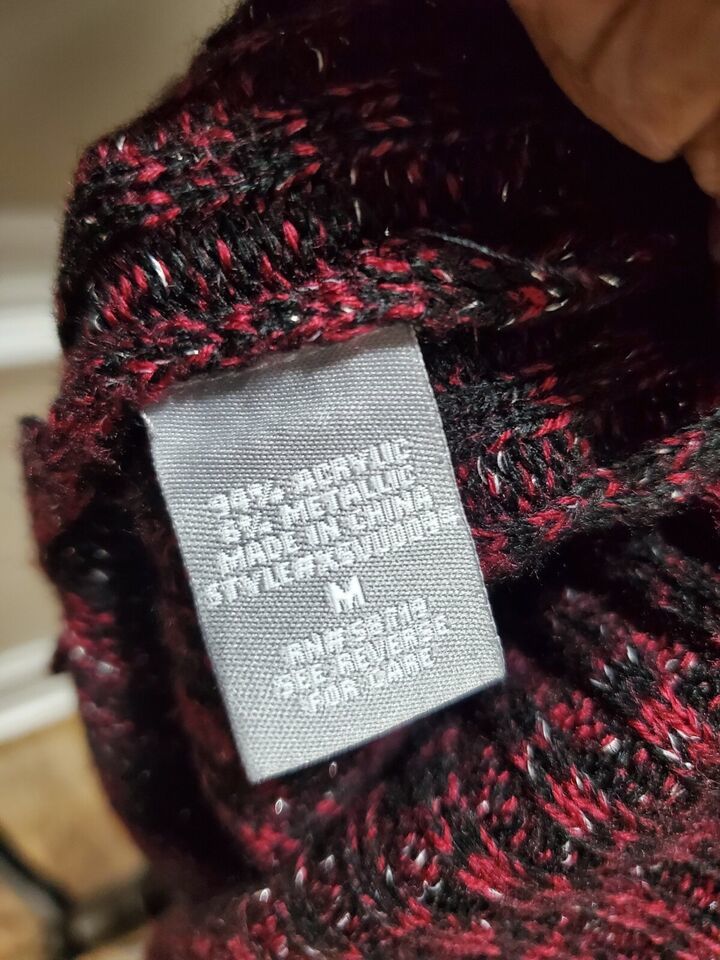 94% ACRYLIC
6% METALLIC
MADE IN CHINA
M
SEE REVERSE
FOR CARE